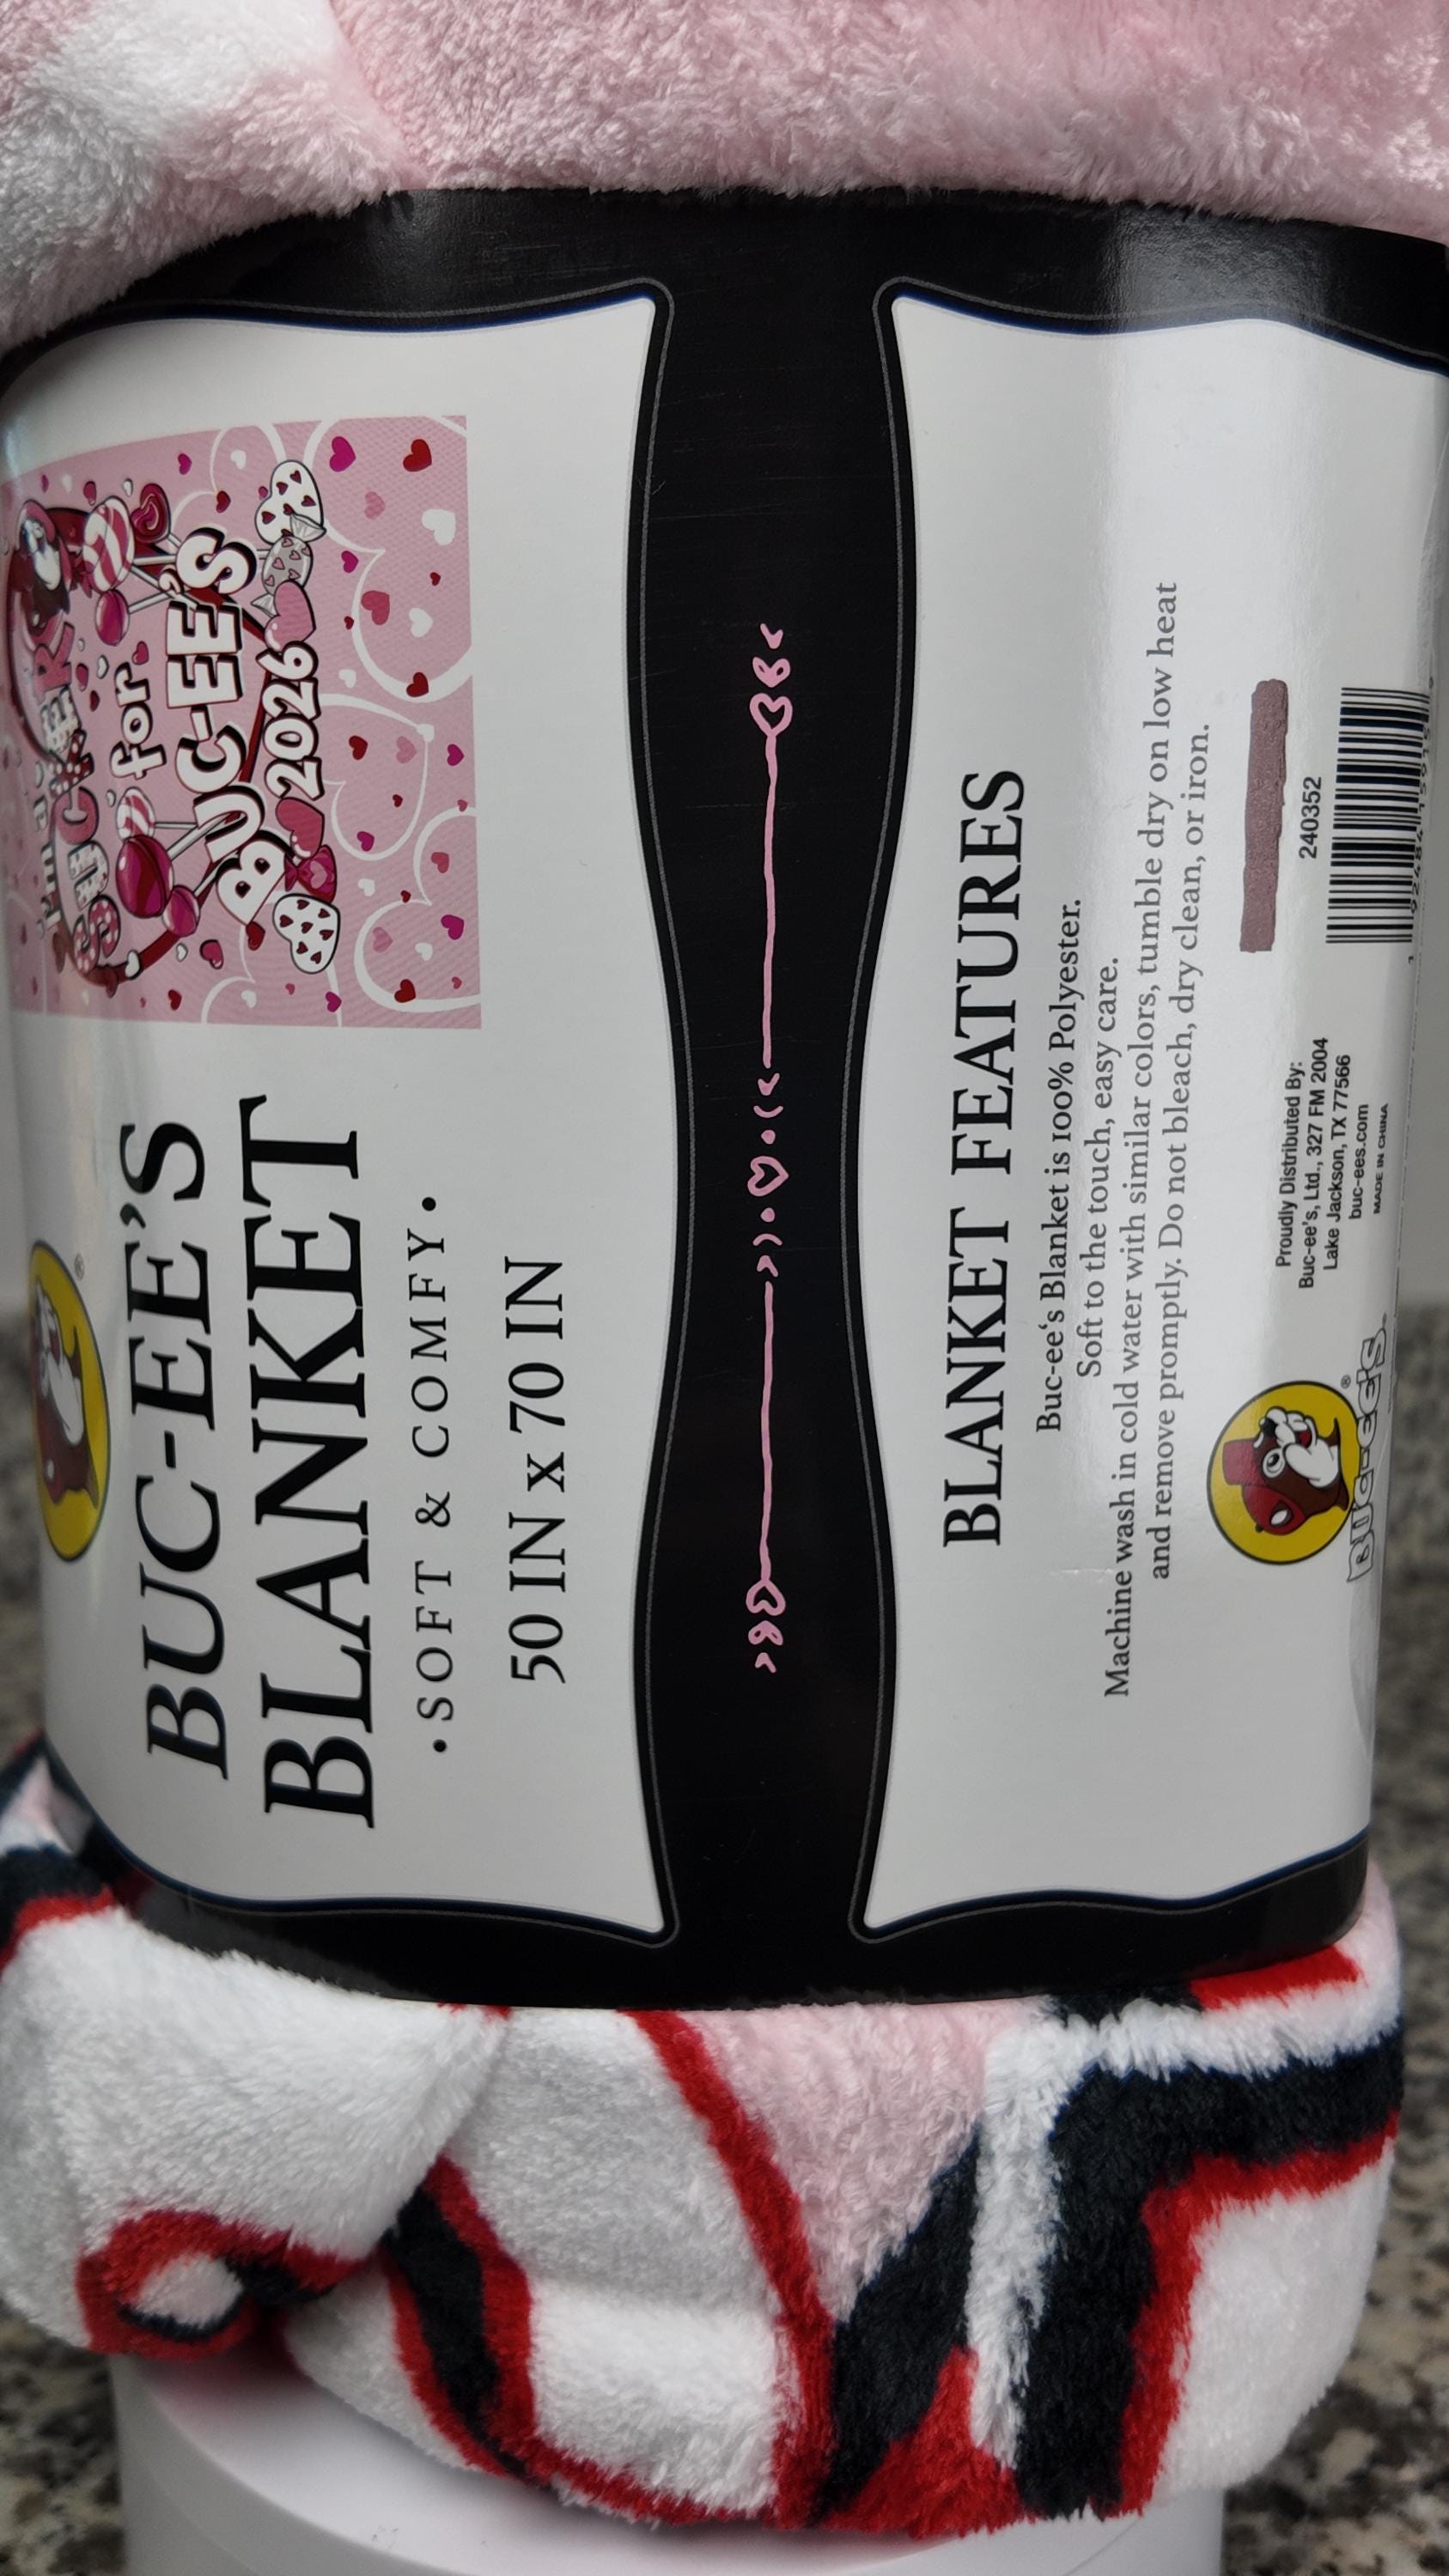 I'm a
SUCKER
for
BUC-EE'S
2026
®
BUC-EE'S
BLANKET
• SOFT & COMFY •
50 IN x 70 IN
BLANKET FEATURES
Buc-ee‘s Blanket is 100% Polyester.
Soft to the touch, easy care.
Machine wash in cold water with similar colors, tumble dry on low heat
and remove promptly. Do not bleach, dry clean, or iron.
®
BUC-EE'S
Proudly Distributed By:
Buc-ee's, Ltd., 327 FM 2004
Lake Jackson, TX 77566
buc-ees.com
MADE IN CHINA
240352